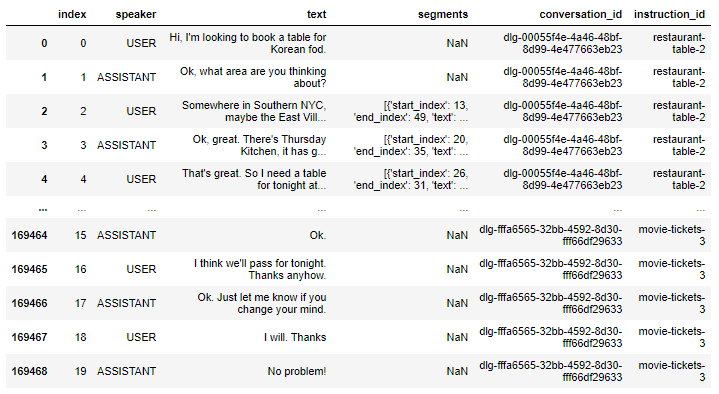 index speaker text segments conversation_id instruction_id
0 0 USER Hi, I'm looking to book a table for Korean fod. NaN dlg-00055f4e-4a46-48bf-8d99-4e477663eb23 restaurant-table-2
1 1 ASSISTANT Ok, what area are you thinking about? NaN dlg-00055f4e-4a46-48bf-8d99-4e477663eb23 restaurant-table-2
2 2 USER Somewhere in Southern NYC, maybe the East Vill... [{'start_index': 13, 'end_index': 49, 'text': ... dlg-00055f4e-4a46-48bf-8d99-4e477663eb23 restaurant-table-2
3 3 ASSISTANT Ok, great. There's Thursday Kitchen, it has g... [{'start_index': 20, 'end_index': 35, 'text': ... dlg-00055f4e-4a46-48bf-8d99-4e477663eb23 restaurant-table-2
4 4 USER That's great. So I need a table for tonight at... [{'start_index': 26, 'end_index': 31, 'text': ... dlg-00055f4e-4a46-48bf-8d99-4e477663eb23 restaurant-table-2
... ... ... ... ... ... ...
169464 15 ASSISTANT Ok. NaN dlg-fffa6565-32bb-4592-8d30-fff66df29633 movie-tickets-3
169465 16 USER I think we'll pass for tonight. Thanks anyhow. NaN dlg-fffa6565-32bb-4592-8d30-fff66df29633 movie-tickets-3
169466 17 ASSISTANT Ok. Just let me know if you change your mind. NaN dlg-fffa6565-32bb-4592-8d30-fff66df29633 movie-tickets-3
169467 18 USER I will. Thanks NaN dlg-fffa6565-32bb-4592-8d30-fff66df29633 movie-tickets-3
169468 19 ASSISTANT No problem! NaN dlg-fffa6565-32bb-4592-8d30-fff66df29633 movie-tickets-3